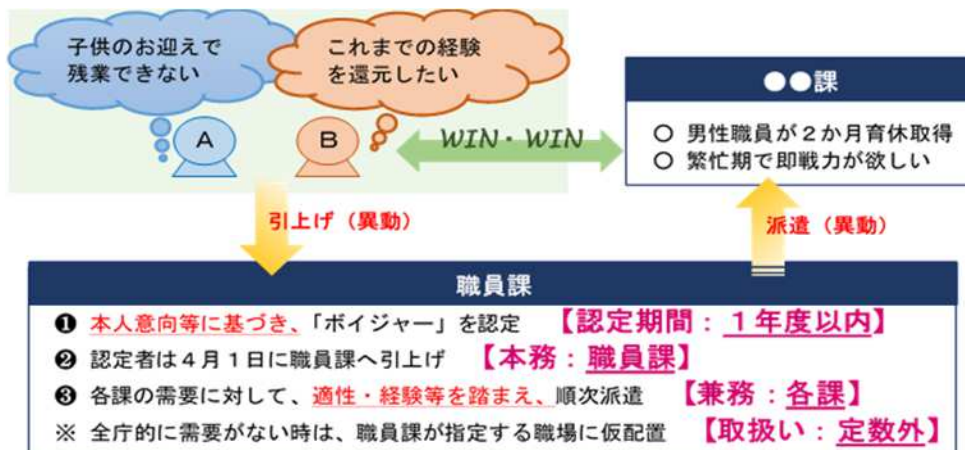 子供のお迎えで
残業できない
これまでの経験
を還元したい
A
B
WIN・WIN
●●課
○ 男性職員が２か月育休取得
○ 繁忙期で即戦力が欲しい
引上げ（異動）
派遣（異動）
職員課
❶ 本人意向等に基づき、「ボイジャー」を認定 【認定期間：１年度以内】
❷ 認定者は４月１日に職員課へ引上げ 【本務：職員課】
❸ 各課の需要に対して、適性・経験等を踏まえ、順次派遣 【兼務：各課】
※ 全庁的に需要がない時は、職員課が指定する職場に仮配置 【取扱い：定数外】